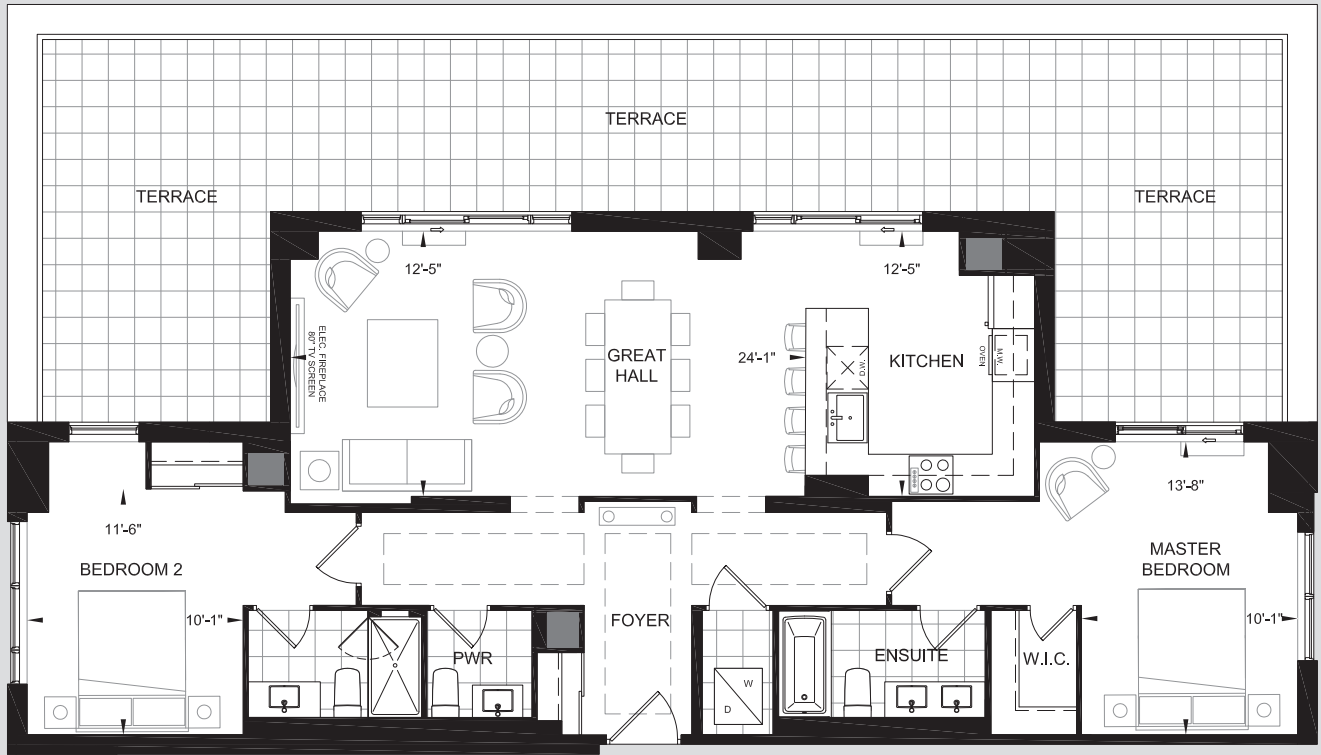 TERRACE
TERRACE
TERRACE
12'-5"
12'-5"
ELEC. FIREPLACE
80" TV SCREEN
GREAT
HALL
24'-1"
D.W.
KITCHEN
OVEN
M.W.
13'-8"
11'-6"
BEDROOM 2
MASTER
BEDROOM
10'-1"
FOYER
10'-1"
PWR
ENSUITE
W.I.C.
W
D